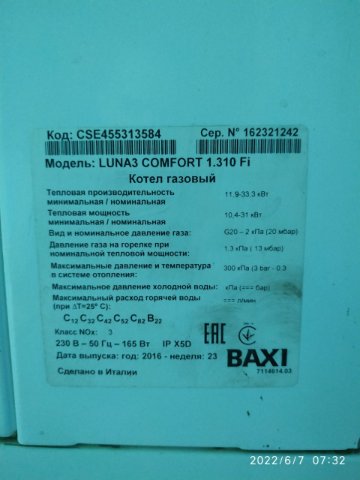 Код: CSE455313584 Сер. N° 162321242
Модель: LUNA3 COMFORT 1.310 Fi
Котел газовый
Тепловая производительность
минимальная / номинальная 11.9-33,3 кВт
Тепловая мощность
минимальная / номинальная 10,4-31 кВт
Вид и номинальное давление газа: G20 – 2 кПа (20 мбар)
Давление газа на горелке при
номинальной тепловой мощности: 1.3 кПа ( 13 мбар)
Максимальные давление и температура
в системе отопления: 300 кПа (3 bar - 0.3
Максимальное давление холодной воды: кПа (=== бар)
Максимальный расход горячей воды
(при ΔT=25° C): === л/мин
C12 C32 C42 C52 C82 B22
Класс NOx: 3
230 В – 50 Гц – 165 Вт IP X5D
Дата выпуска: год: 2016 - неделя: 23
Сделано в Италии
EAC
BAXI
7114614.03
2022/6/7 07:32